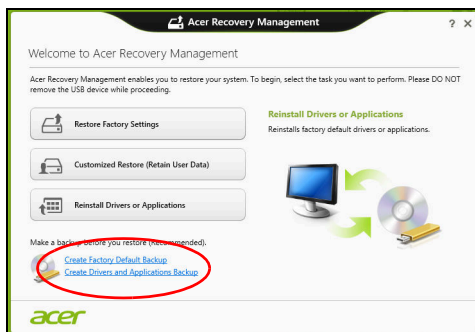 Acer Recovery Management
? ×
Welcome to Acer Recovery Management
Acer Recovery Management enables you to restore your system. To begin, select the task you want to perform. Please DO NOT
remove the USB device while proceeding.
Restore Factory Settings
Customized Restore (Retain User Data)
Reinstall Drivers or Applications
Reinstall Drivers or Applications
Reinstalls factory default drivers or applications.
Make a backup before you restore (Recommended).
Create Factory Default Backup
Create Drivers and Applications Backup
acer